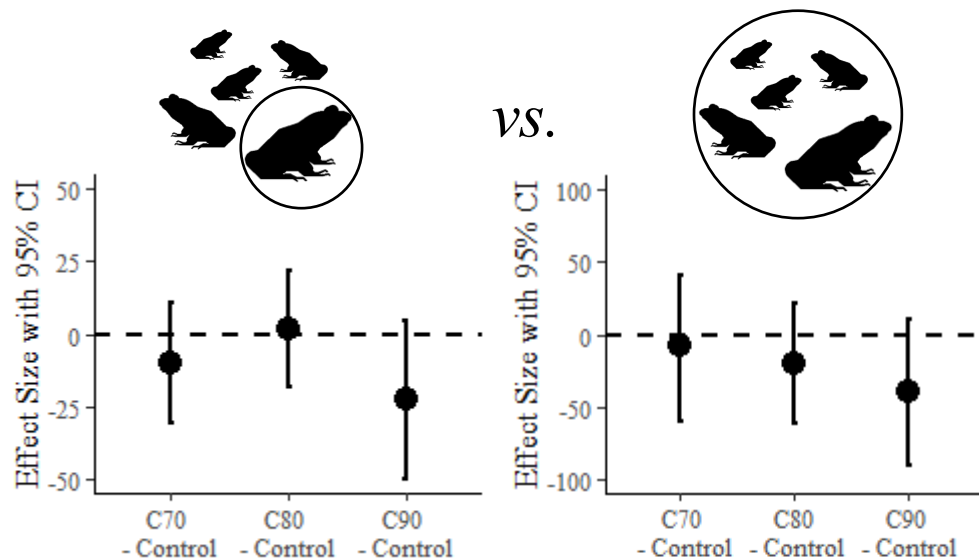 vs.
Effect Size with 95% CI
50
25
0
-25
-50
C70
- Control
C80
- Control
C90
- Control
Effect Size with 95% CI
100
50
0
-50
-100
C70
- Control
C80
- Control
C90
- Control